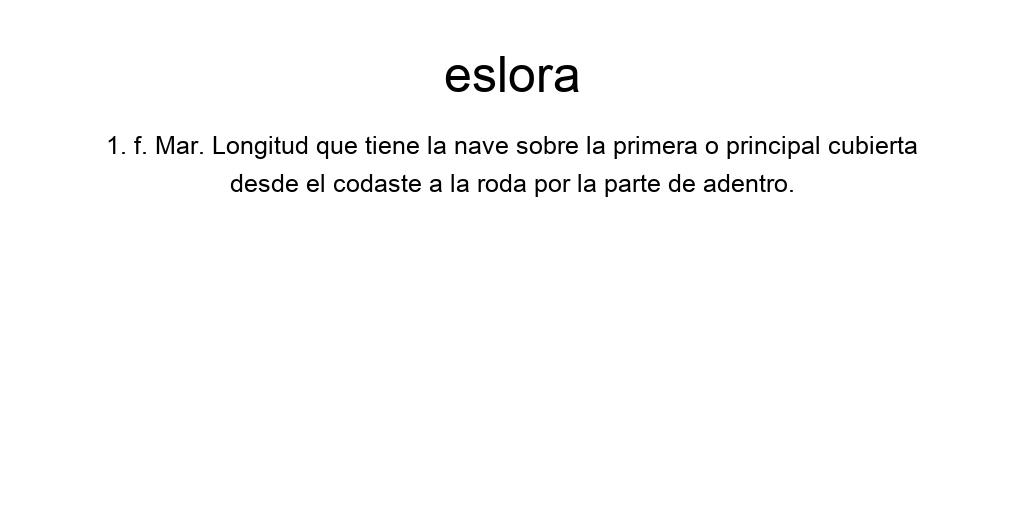 eslora
1. f. Mar. Longitud que tiene la nave sobre la primera o principal cubierta
desde el codaste a la roda por la parte de adentro.